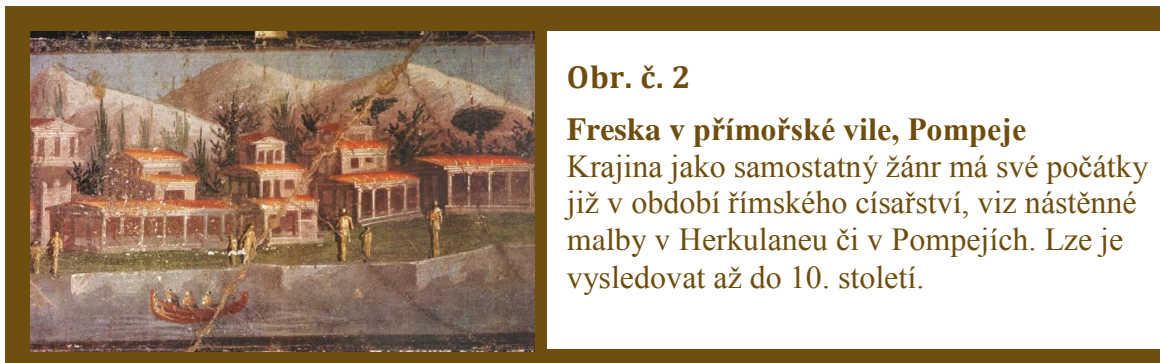 Obr. č. 2
Freska v přímořské vile, Pompeje
Krajina jako samostatný žánr má své počátky
již v období římského císařství, viz nástěnné
malby v Herkulaneu či v Pompejích. Lze je
vysledovat až do 10. století.